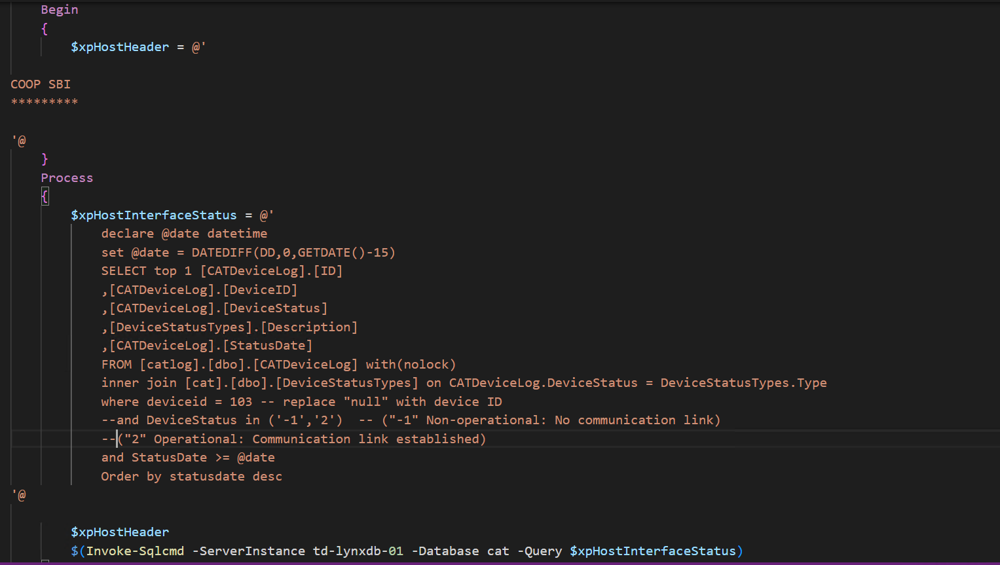 Begin
{
$xpHostHeader = @'
COOP SBI
*********
'@
}
Process
{
$xpHostInterfaceStatus = @'
declare @date datetime
set @date = DATEDIFF(DD,0,GETDATE()-15)
SELECT top 1 [CATDeviceLog].[ID]
,[CATDeviceLog].[DeviceID]
,[CATDeviceLog].[DeviceStatus]
,[DeviceStatusTypes].[Description]
,[CATDeviceLog].[StatusDate]
FROM [catlog].[dbo].[CATDeviceLog] with(nolock)
inner join [cat].[dbo].[DeviceStatusTypes] on CATDeviceLog.DeviceStatus = DeviceStatusTypes.Type
where deviceid = 103 -- replace "null" with device ID
--and DeviceStatus in ('-1','2')  -- ("-1" Non-operational: No communication link)
--("2" Operational: Communication link established)
and StatusDate >= @date
Order by statusdate desc
'@
$xpHostHeader
$(Invoke-Sqlcmd -ServerInstance td-lynxdb-01 -Database cat -Query $xpHostInterfaceStatus)